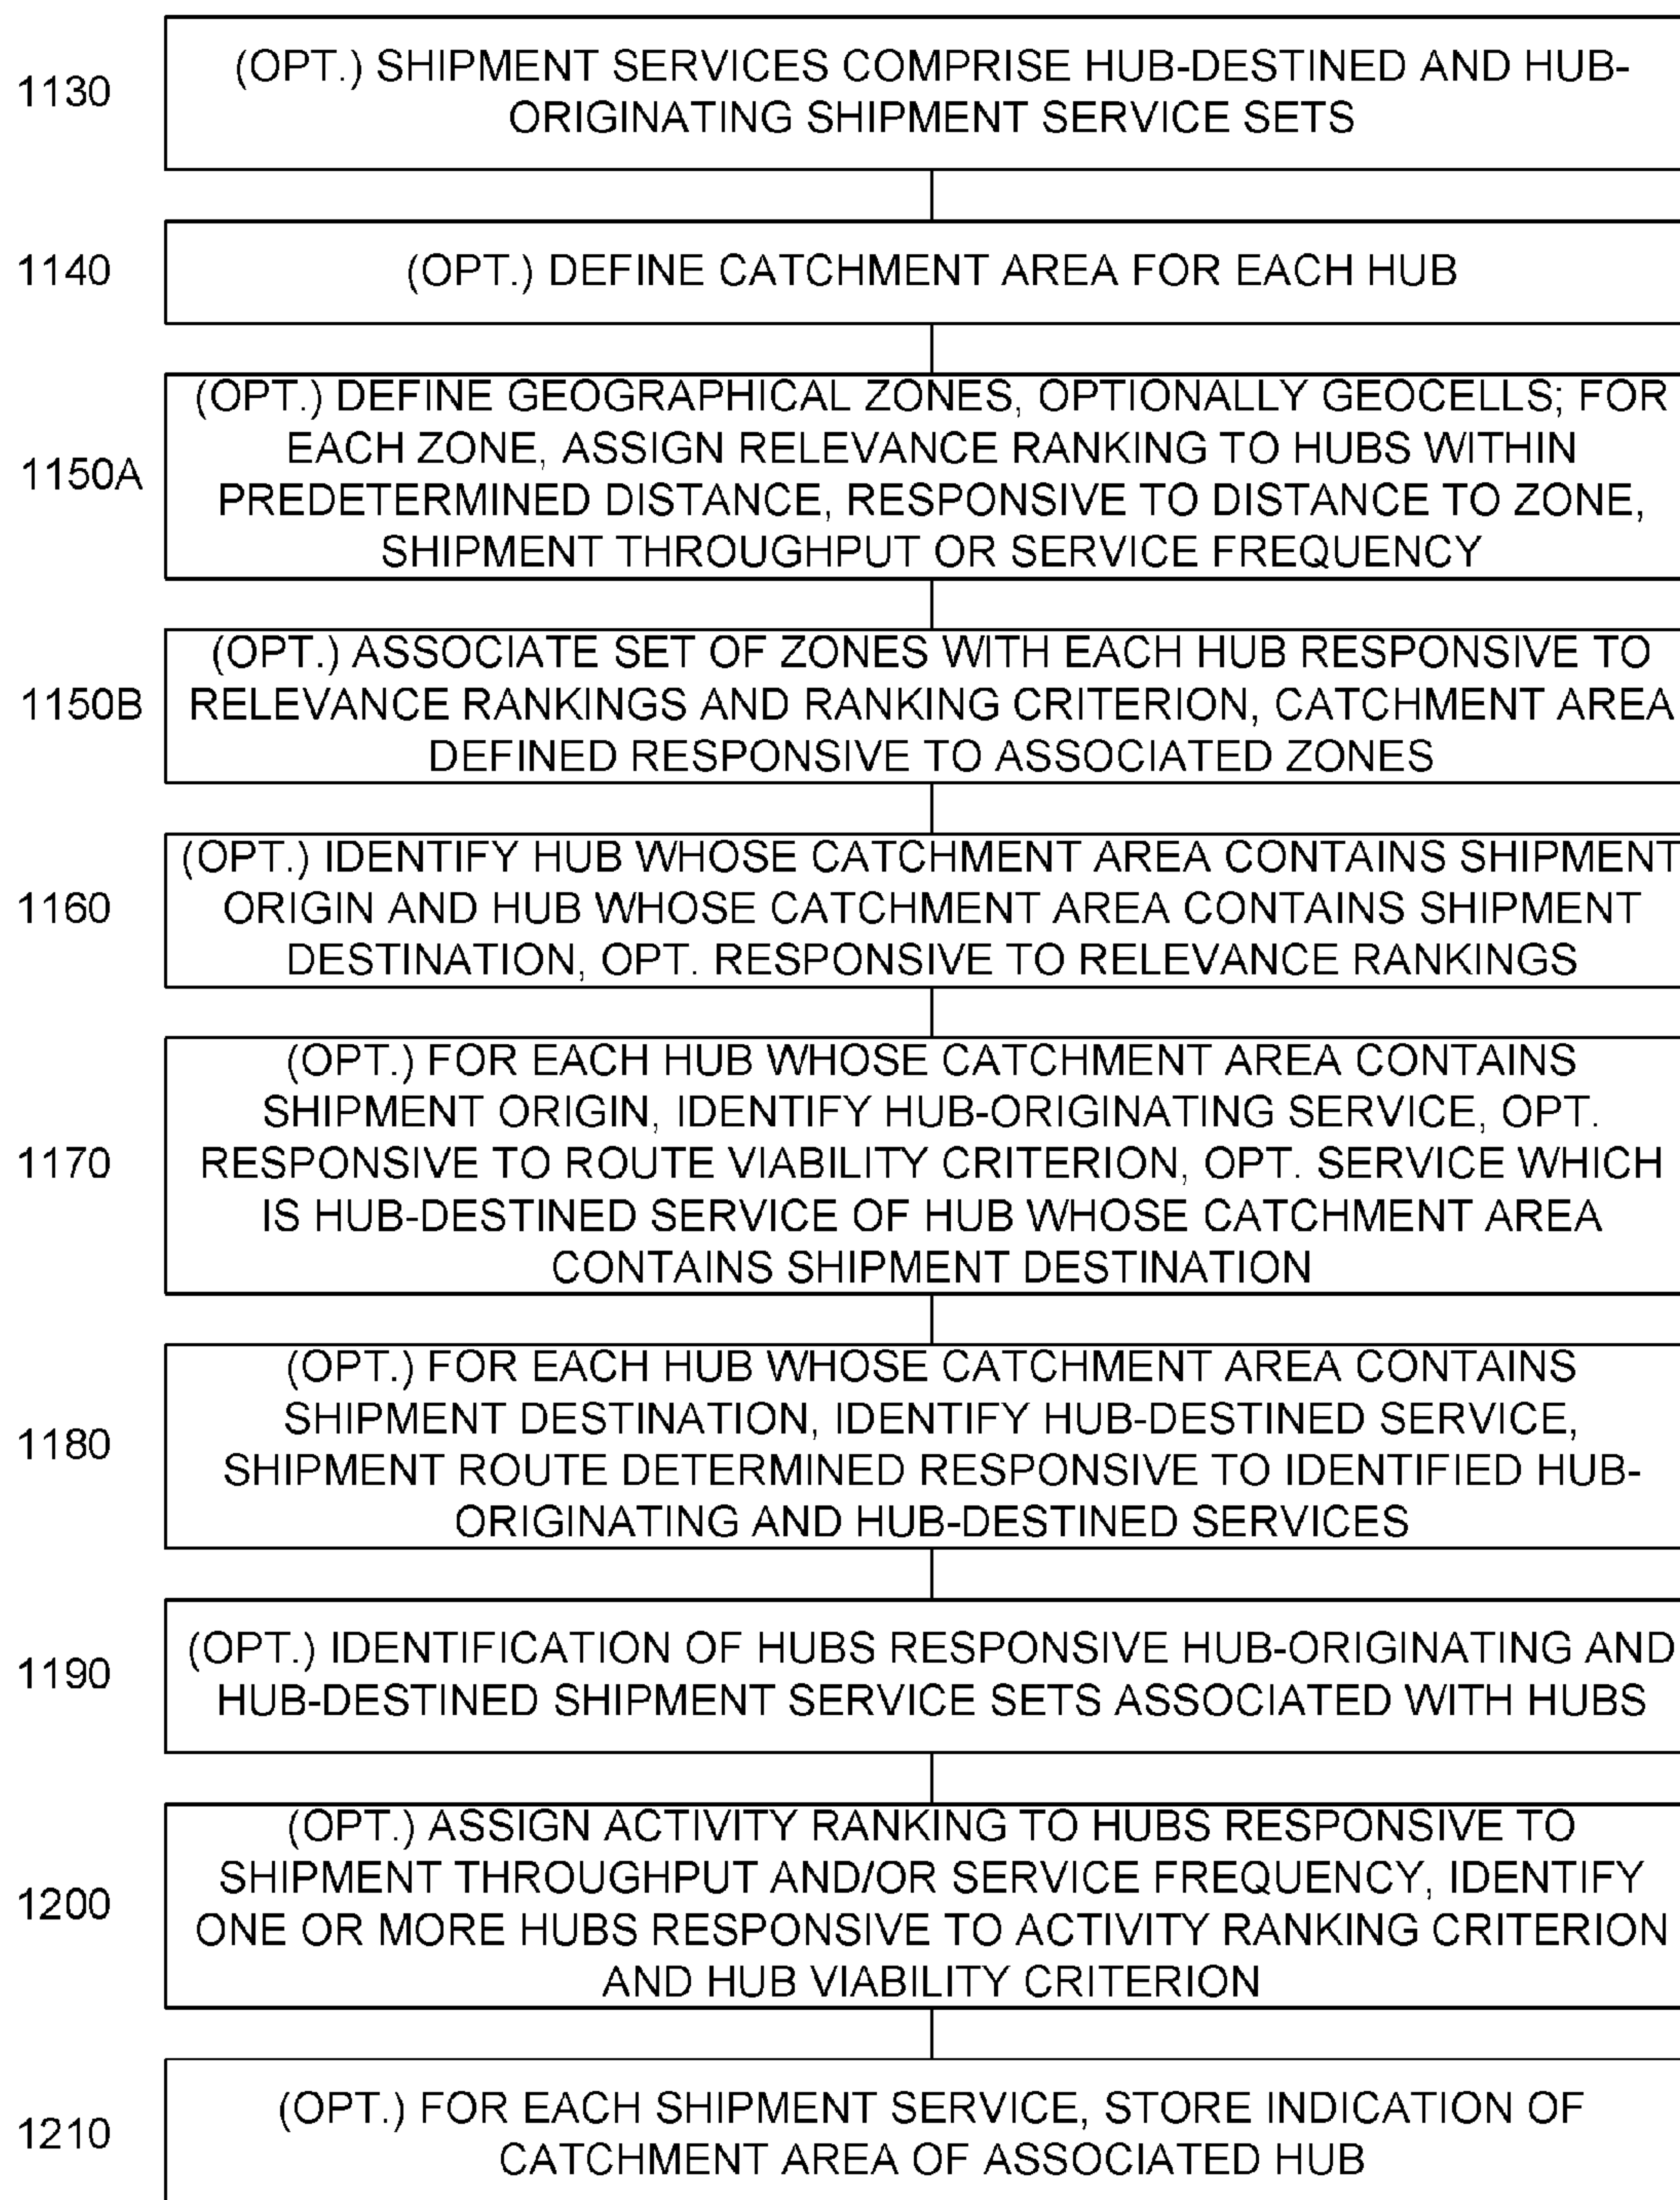 1130
(OPT.) SHIPMENT SERVICES COMPRISE HUB-DESTINED AND HUB-
ORIGINATING SHIPMENT SERVICE SETS
1140
(OPT.) DEFINE CATCHMENT AREA FOR EACH HUB
1150A
(OPT.) DEFINE GEOGRAPHICAL ZONES, OPTIONALLY GEOCELLS; FOR
EACH ZONE, ASSIGN RELEVANCE RANKING TO HUBS WITHIN
PREDETERMINED DISTANCE, RESPONSIVE TO DISTANCE TO ZONE,
SHIPMENT THROUGHPUT OR SERVICE FREQUENCY
1150B
(OPT.) ASSOCIATE SET OF ZONES WITH EACH HUB RESPONSIVE TO
RELEVANCE RANKINGS AND RANKING CRITERION, CATCHMENT AREA
DEFINED RESPONSIVE TO ASSOCIATED ZONES
1160
(OPT.) IDENTIFY HUB WHOSE CATCHMENT AREA CONTAINS SHIPMENT
ORIGIN AND HUB WHOSE CATCHMENT AREA CONTAINS SHIPMENT
DESTINATION, OPT. RESPONSIVE TO RELEVANCE RANKINGS
1170
(OPT.) FOR EACH HUB WHOSE CATCHMENT AREA CONTAINS
SHIPMENT ORIGIN, IDENTIFY HUB-ORIGINATING SERVICE, OPT.
RESPONSIVE TO ROUTE VIABILITY CRITERION, OPT. SERVICE WHICH
IS HUB-DESTINED SERVICE OF HUB WHOSE CATCHMENT AREA
CONTAINS SHIPMENT DESTINATION
1180
(OPT.) FOR EACH HUB WHOSE CATCHMENT AREA CONTAINS
SHIPMENT DESTINATION, IDENTIFY HUB-DESTINED SERVICE,
SHIPMENT ROUTE DETERMINED RESPONSIVE TO IDENTIFIED HUB-
ORIGINATING AND HUB-DESTINED SERVICES
1190
(OPT.) IDENTIFICATION OF HUBS RESPONSIVE HUB-ORIGINATING AND
HUB-DESTINED SHIPMENT SERVICE SETS ASSOCIATED WITH HUBS
1200
(OPT.) ASSIGN ACTIVITY RANKING TO HUBS RESPONSIVE TO
SHIPMENT THROUGHPUT AND/OR SERVICE FREQUENCY, IDENTIFY
ONE OR MORE HUBS RESPONSIVE TO ACTIVITY RANKING CRITERION
AND HUB VIABILITY CRITERION
1210
(OPT.) FOR EACH SHIPMENT SERVICE, STORE INDICATION OF
CATCHMENT AREA OF ASSOCIATED HUB